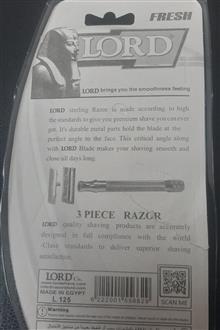 FRESH
LORD
LORD brings you the smoothness feeling
LORD sterling Razor is made according to high
the standards to give you premium shave you can ever
got. It's durable metal parts hold the blade at the
perfect angle to the face. This critical angle along
with LORD Blade makes your shaving smooth and
close all days long.
3 PIECE RAZOR
LORD quality shaving products are accurately
designed in full compliance with the world
-Class standards to deliver superior shaving
satisfaction.
LORD Co.
MADE IN EGYPT
L.125
SCAN ME